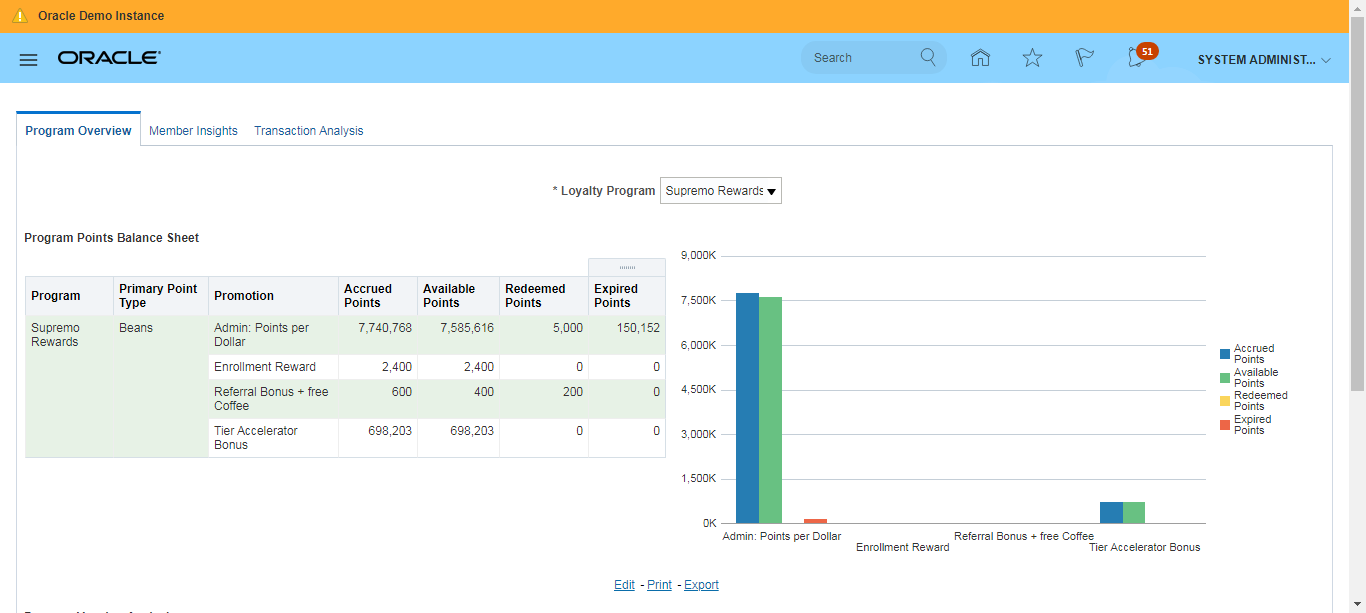 Oracle Demo Instance
ORACLE®
Search
51
SYSTEM ADMINIST...
Program Overview
Member Insights
Transaction Analysis
* Loyalty Program
Supremo Rewards
Program Points Balance Sheet
Program
Primary Point
Type
Promotion
Accrued
Points
Available
Points
Redeemed
Points
Expired
Points
Supremo
Rewards
Beans
Admin: Points per
Dollar
7,740,768
7,585,616
5,000
150,152
Enrollment Reward
2,400
2,400
0
0
Referral Bonus + free
Coffee
600
400
200
0
Tier Accelerator
Bonus
698,203
698,203
0
0
9,000K
7,500K
6,000K
4,500K
3,000K
1,500K
0K
Admin: Points per Dollar
Enrollment Reward
Referral Bonus + free Coffee
Tier Accelerator Bonus
Accrued
Points
Available
Points
Redeemed
Points
Expired
Points
Edit - Print - Export